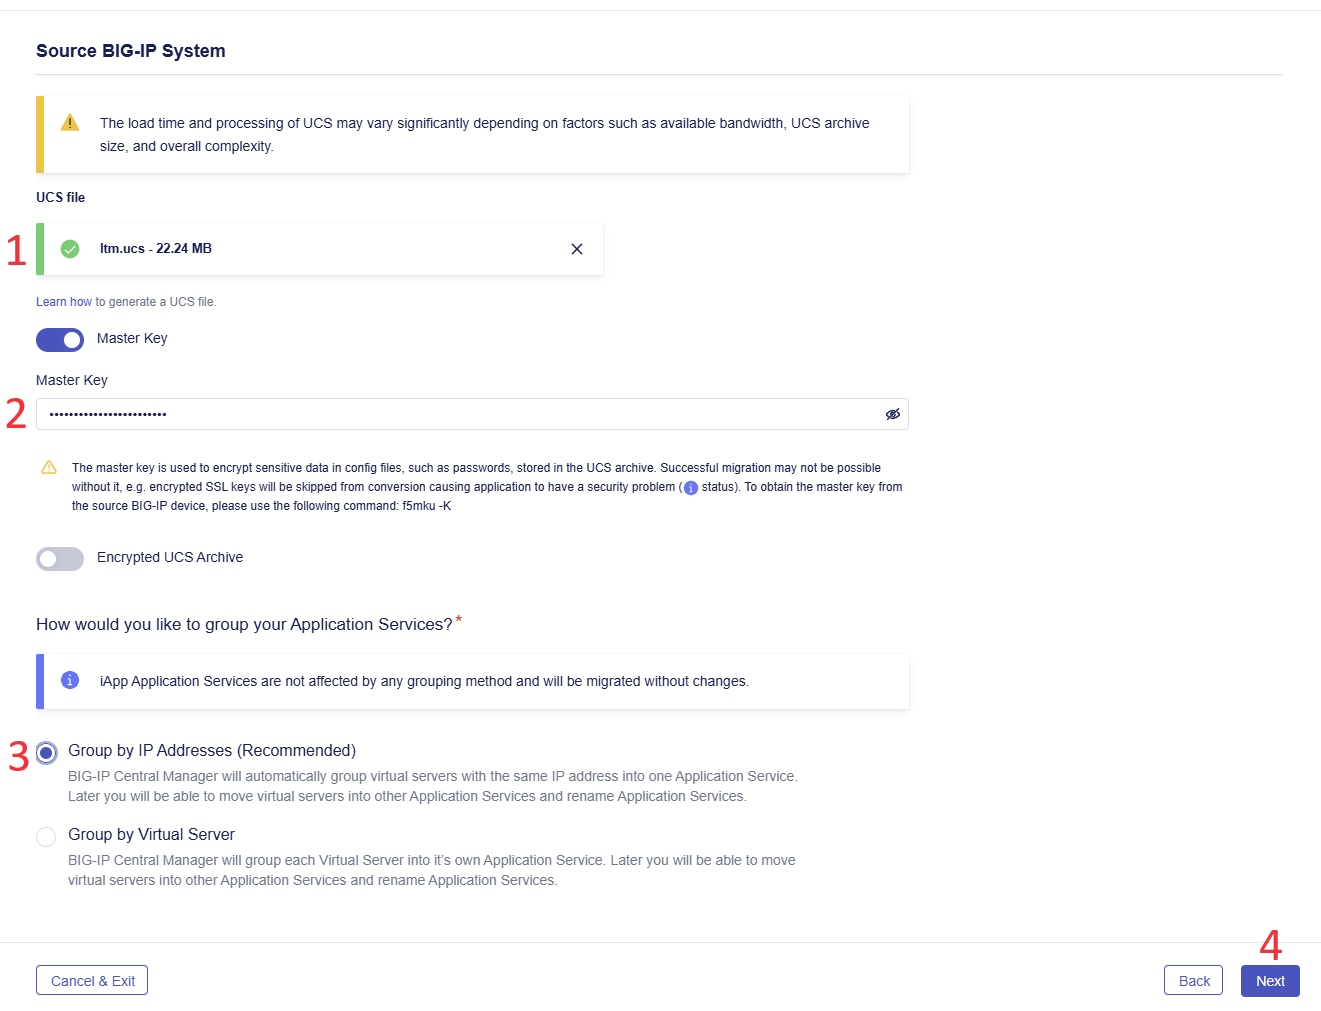 Source BIG-IP System
The load time and processing of UCS may vary significantly depending on factors such as available bandwidth, UCS archive
size, and overall complexity.
UCS file
1
ltm.ucs - 22.24 MB
Learn how to generate a UCS file.
Master Key
Master Key
2
••••••••••••••••••••••••
The master key is used to encrypt sensitive data in config files, such as passwords, stored in the UCS archive. Successful migration may not be possible
without it, e.g. encrypted SSL keys will be skipped from conversion causing application to have a security problem (i status). To obtain the master key from
the source BIG-IP device, please use the following command: f5mku -K
Encrypted UCS Archive
How would you like to group your Application Services?*
iApp Application Services are not affected by any grouping method and will be migrated without changes.
3
Group by IP Addresses (Recommended)
BIG-IP Central Manager will automatically group virtual servers with the same IP address into one Application Service.
Later you will be able to move virtual servers into other Application Services and rename Application Services.
Group by Virtual Server
BIG-IP Central Manager will group each Virtual Server into it's own Application Service. Later you will be able to move
virtual servers into other Application Services and rename Application Services.
4
Cancel & Exit
Back
Next